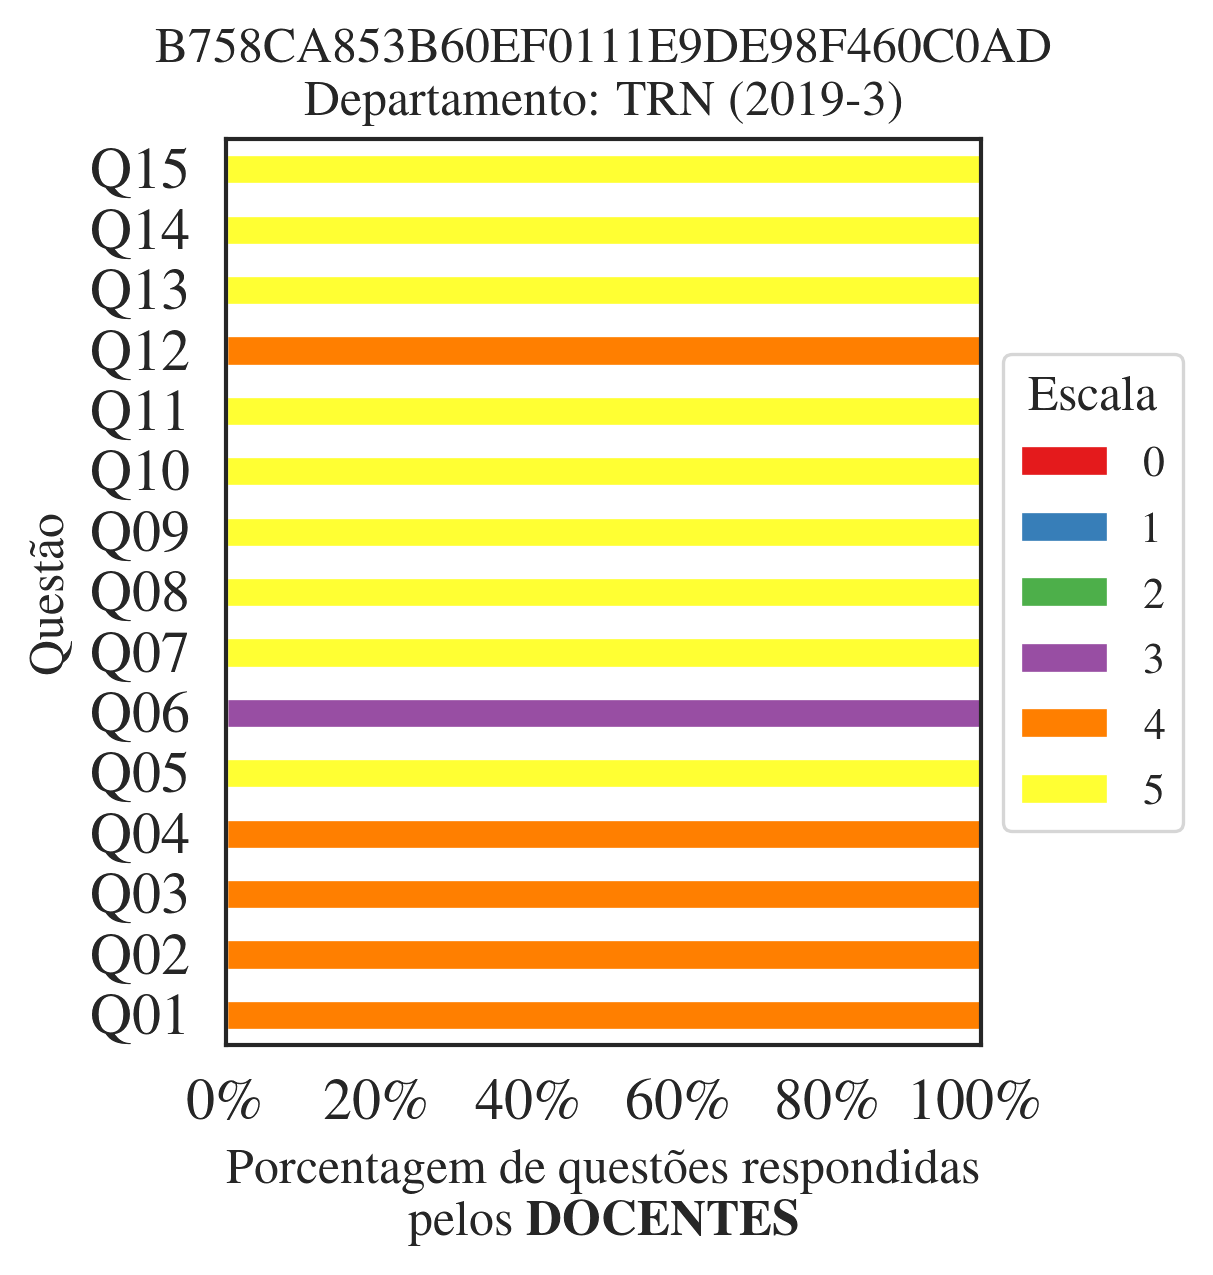 B758CA853B60EF0111E9DE98F460C0AD
Departamento: TRN (2019-3)
Q15
Q14
Q13
Q12
Q11
Q10
Q09
Q08
Q07
Q06
Q05
Q04
Q03
Q02
Q01
Questão
0% 20% 40% 60% 80% 100%
Porcentagem de questões respondidas
pelos DOCENTES
Escala
0
1
2
3
4
5